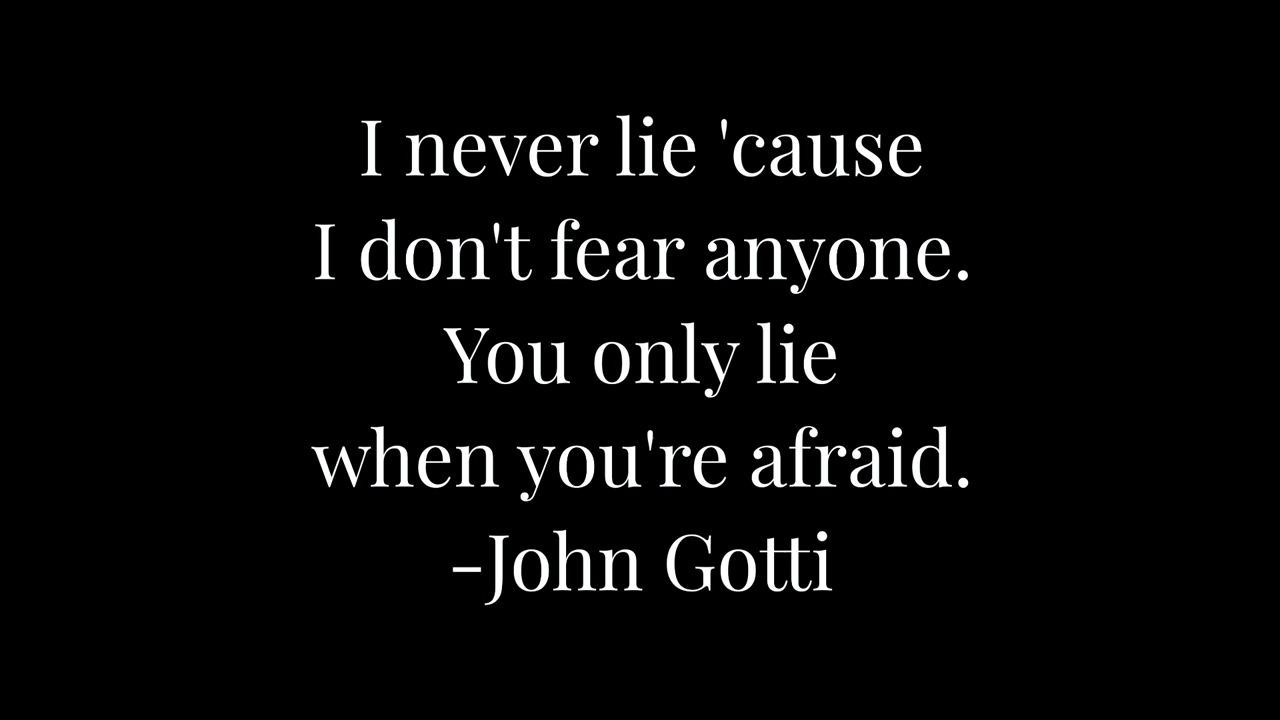 I never lie 'cause
I don't fear anyone.
You only lie
when you're afraid.
-John Gotti